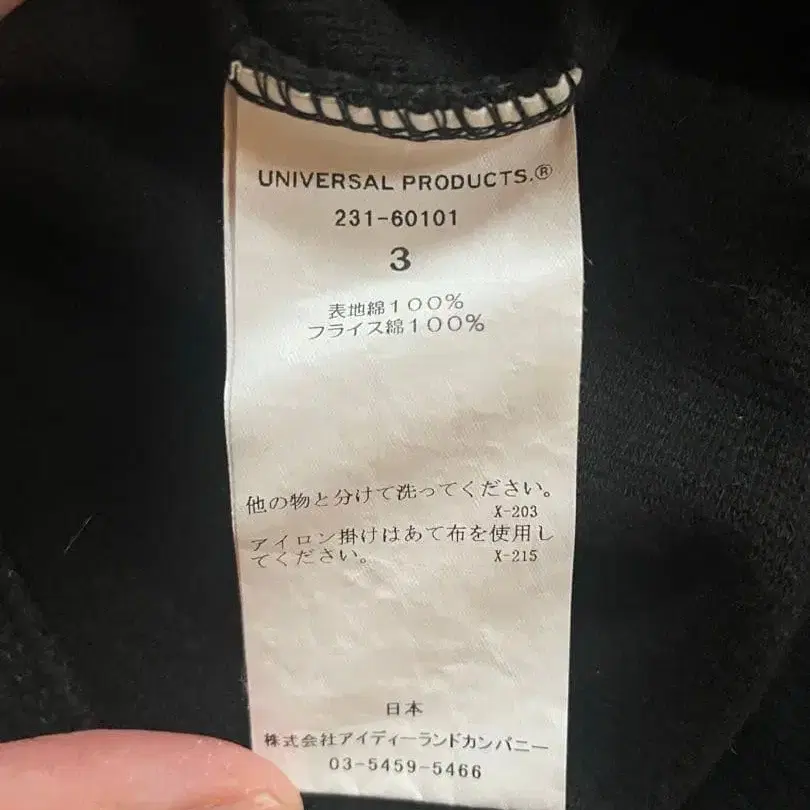 UNIVERSAL PRODUCTS.®
231-60101
3
表地綿１００％
フライス綿１００％
他の物と分けて洗ってください。
X-203
アイロン掛けはあて布を使用し
てください。 X-215
日本
株式会社アイディーランドカンパニー
03-5459-5466